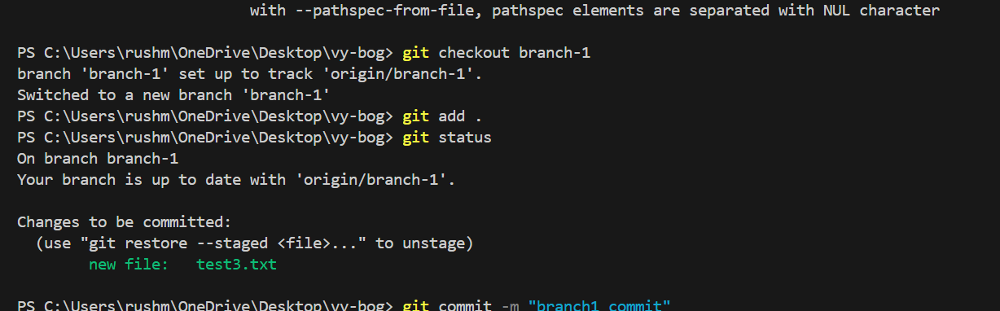 with --pathspec-from-file, pathspec elements are separated with NUL character
PS C:\Users\rushm\OneDrive\Desktop\vy-bog> git checkout branch-1
branch 'branch-1' set up to track 'origin/branch-1'.
Switched to a new branch 'branch-1'
PS C:\Users\rushm\OneDrive\Desktop\vy-bog> git add .
PS C:\Users\rushm\OneDrive\Desktop\vy-bog> git status
On branch branch-1
Your branch is up to date with 'origin/branch-1'.
Changes to be committed:
(use "git restore --staged <file>..." to unstage)
new file: test3.txt
PS C:\Users\rushm\OneDrive\Desktop\vy-bog> git commit -m "branch1 commit"